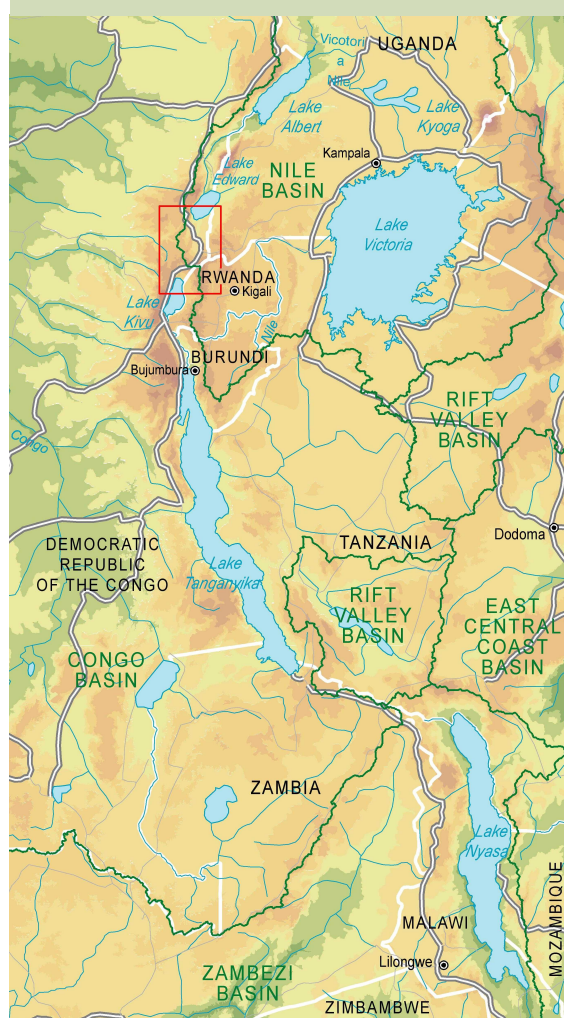 Vicotori
a
Nile
UGANDA
Lake
Albert
Lake
Kyoga
Kampala
Lake
Edward
NILE
BASIN
Lake
Victoria
RWANDA
Kigali
Lake
Kivu
Nile
BURUNDI
Bujumbura
RIFT
VALLEY
BASIN
Congo
Dodoma
DEMOCRATIC
REPUBLIC
OF THE CONGO
TANZANIA
Lake
Tanganyika
RIFT
VALLEY
BASIN
EAST
CENTRAL
COAST
BASIN
CONGO
BASIN
ZAMBIA
Lake
Nyasa
MOZAMBIQUE
MALAWI
Lilongwe
ZAMBEZI
BASIN
ZIMBABWE